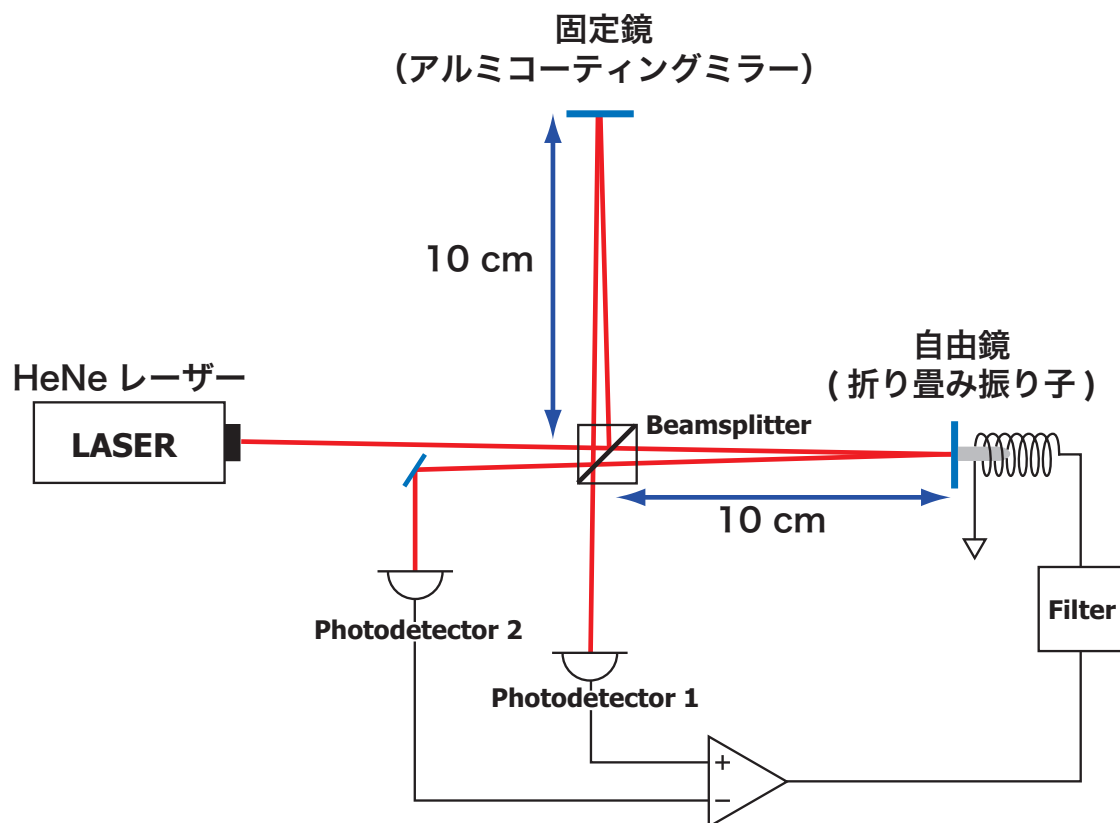 固定鏡
（アルミコーティングミラー）
10 cm
自由鏡
( 折り畳み振り子 )
HeNe レーザー
LASER
Beamsplitter
10 cm
Filter
Photodetector 2
Photodetector 1
+
−